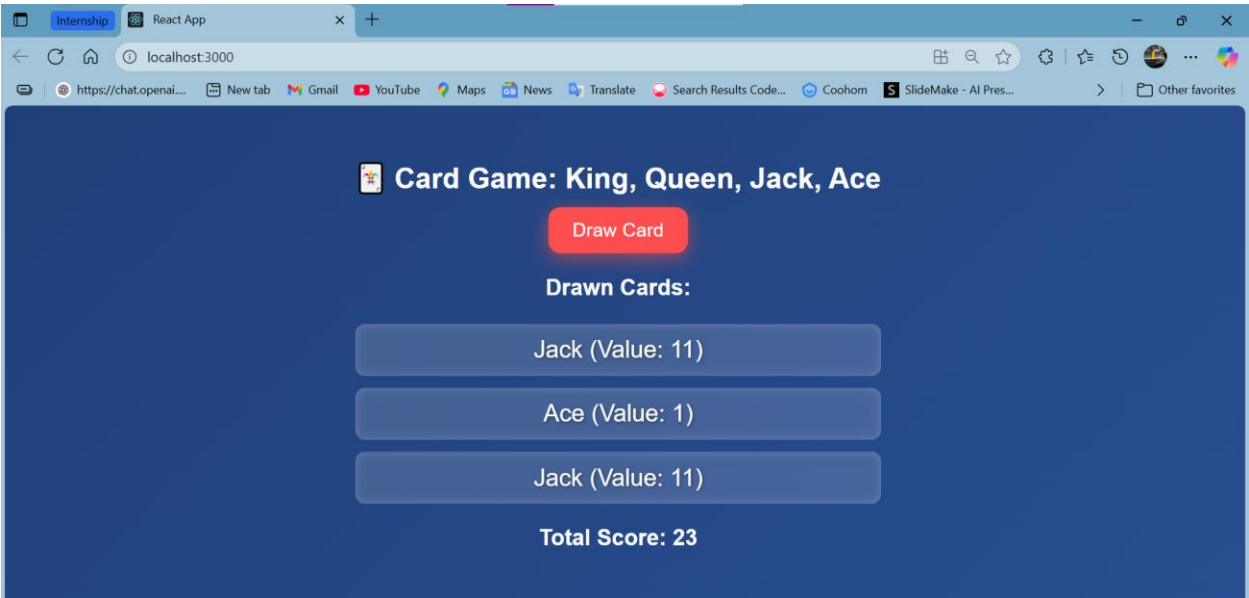 Internship React App
localhost:3000
https://chat.openai.... New tab Gmail YouTube Maps News Translate Search Results Code... Coohom SlideMake - AI Pres... Other favorites
Card Game: King, Queen, Jack, Ace
Draw Card
Drawn Cards:
Jack (Value: 11)
Ace (Value: 1)
Jack (Value: 11)
Total Score: 23